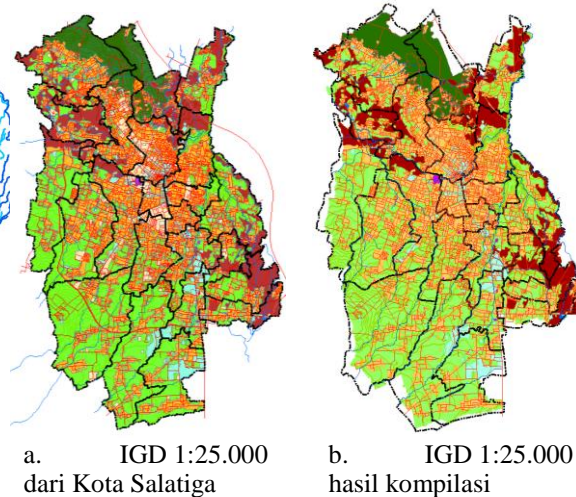 a. IGD 1:25.000
dari Kota Salatiga
b. IGD 1:25.000
hasil kompilasi